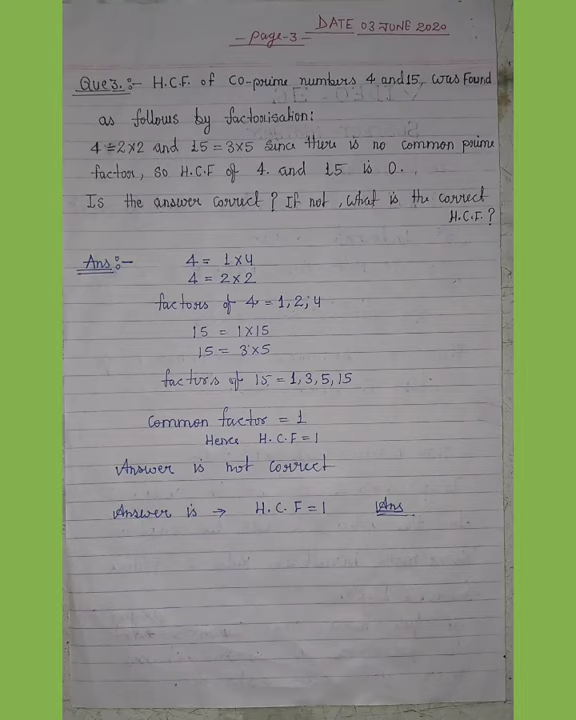 DATE 03 JUNE 2020
- Page-3 -
Que 3. :- H.C.F. of Co-prime numbers 4 and 15, was found
as follows by factorisation:
4 = 2×2 and 15 = 3×5 Since there is no common prime
factor, so H.C.F of 4 and 15 is 0.
Is the answer correct? If not, what is the correct
H.C.F.?
Ans:- 4 = 1×4
4 = 2×2
factors of 4 = 1, 2, 4
15 = 1×15
15 = 3×5
factors of 15 = 1, 3, 5, 15
Common factor = 1
Hence H.C.F = 1
Answer is not correct
Answer is → H.C.F = 1 Ans